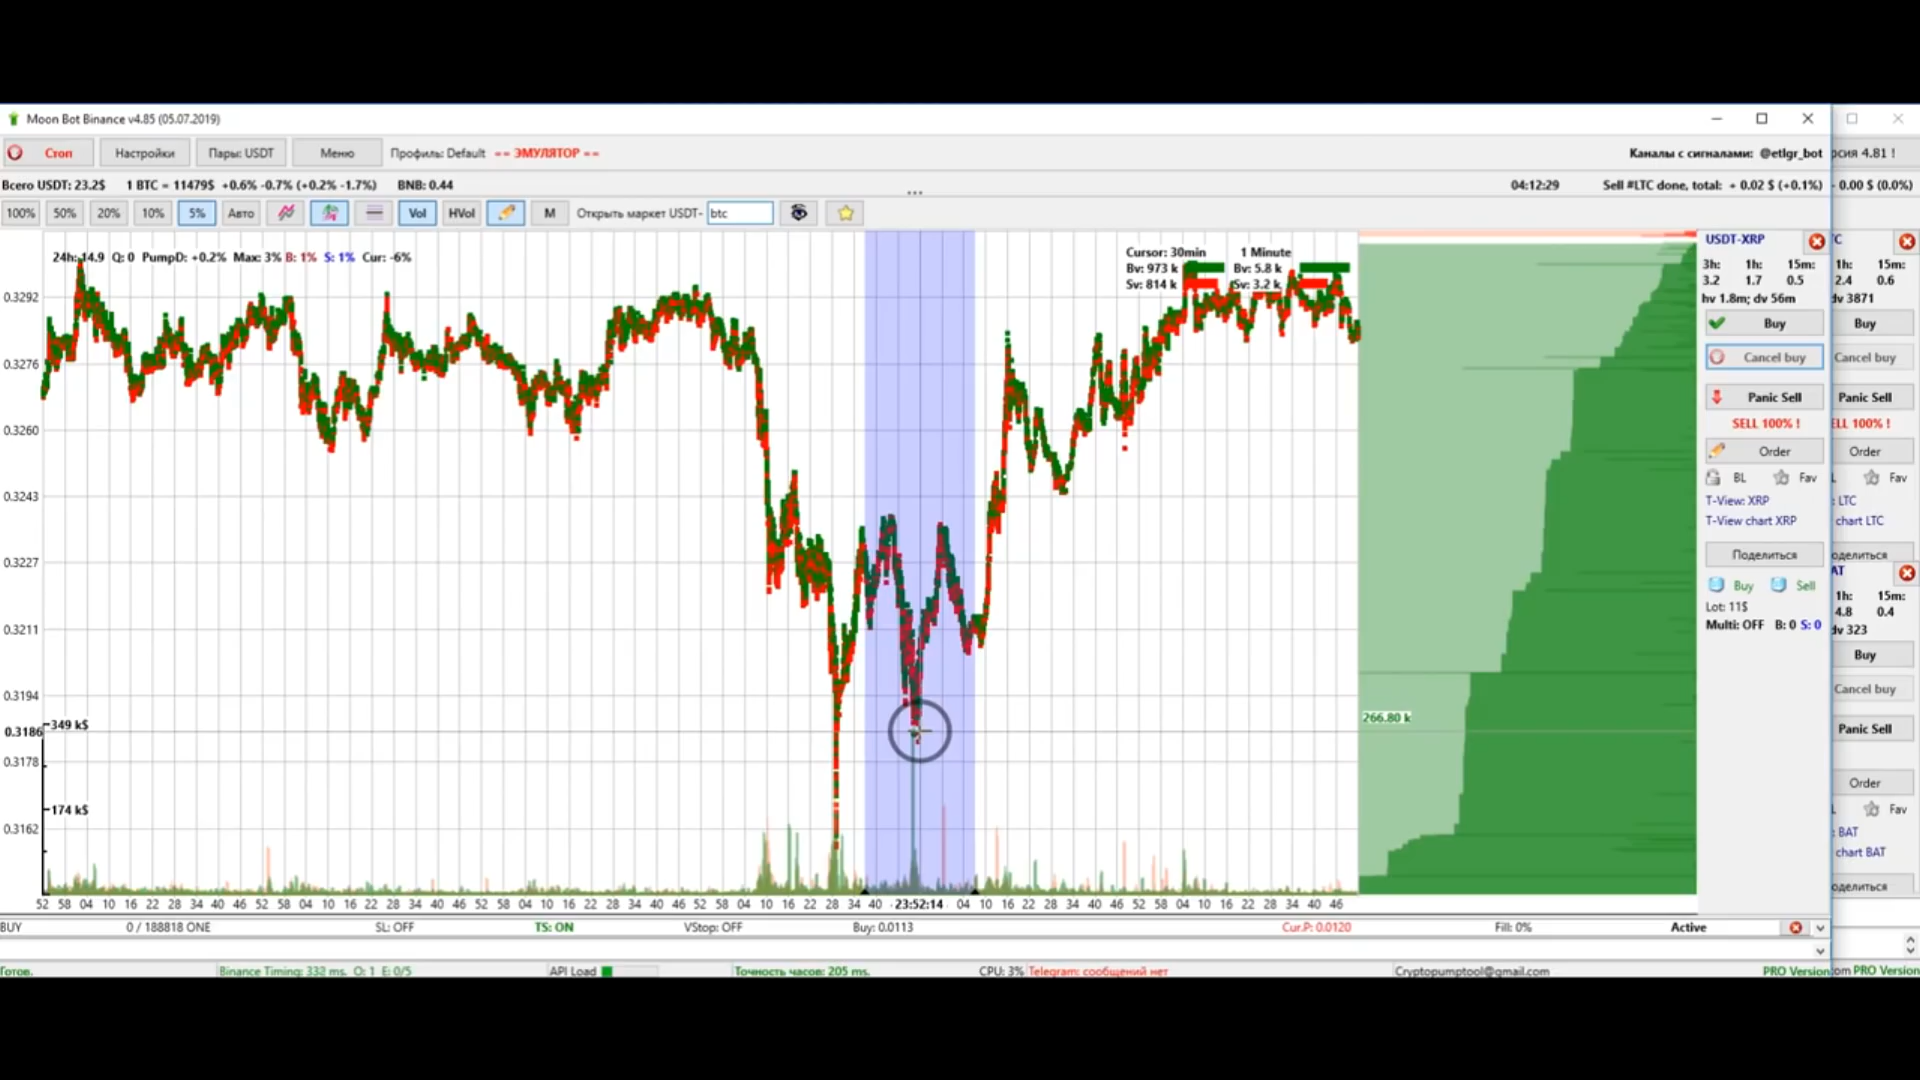 Moon Bot Binance v4.85 (05.07.2019)
Стоп Настройки Пары: USDT Меню Профиль: Default == ЭМУЛЯТОР == Каналы с сигналами: @etlgr_bot рсия 4.81 !
Всего USDT: 23.2$ 1 BTC = 11479$ +0.6% -0.7% (+0.2% -1.7%) BNB: 0.44 ... 04:12:29 Sell #LTC done, total: + 0.02 $ (+0.1%) - 0.00 $ (0.0%)
100% 50% 20% 10% 5% Авто Vol HVol M Открыть маркет USDT- btc
24h: 14.9 Q: 0 PumpD: +0.2% Max: 3% B: 1% S: 1% Cur: -6%
Cursor: 30min 1 Minute
Bv: 973 k Bv: 5.8 k
Sv: 814 k Sv: 3.2 k
0.3292
0.3276
0.3260
0.3243
0.3227
0.3211
0.3194
349 k$
0.3186
0.3178
174 k$
0.3162
266.80 k
52 58 04 10 16 22 28 34 40 46 52 58 04 10 16 22 28 34 40 46 52 58 04 10 16 22 28 34 40 46 52 58 04 10 16 22 28 34 40 23:52:14 04 10 16 22 28 34 40 46 52 58 04 10 16 22 28 34 40 46
USDT-XRP
3h: 1h: 15m:
3.2 1.7 0.5
hv 1.8m; dv 56m
Buy
Cancel buy
Panic Sell
SELL 100% !
Order
BL Fav
T-View: XRP
T-View chart XRP
Поделиться
Buy Sell
Lot: 11$
Multi: OFF B: 0 S: 0
TC
1h: 15m:
2.4 0.6
dv 3871
Buy
Cancel buy
Panic Sell
ELL 100% !
Order
L Fav
: LTC
chart LTC
оделиться
AT
1h: 15m:
4.8 0.4
dv 323
Buy
Cancel buy
Panic Sell
Order
L Fav
: BAT
chart BAT
оделиться
BUY 0 / 188818 ONE SL: OFF TS: ON VStop: OFF Buy: 0.0113 Cur.P: 0.0120 Fill: 0% Active
Готов. Binance Timing: 332 ms. O: 1 E: 0/5 API Load Точность часов: 205 ms. CPU: 3% Telegram: сообщений нет Cryptopumptool@gmail.com PRO Version om PRO Version